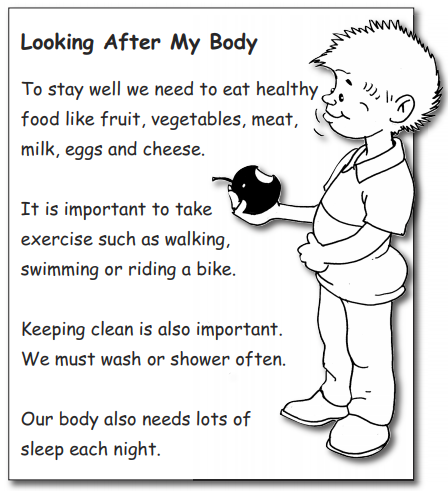 Looking After My Body
To stay well we need to eat healthy
food like fruit, vegetables, meat,
milk, eggs and cheese.
It is important to take
exercise such as walking,
swimming or riding a bike.
Keeping clean is also important.
We must wash or shower often.
Our body also needs lots of
sleep each night.